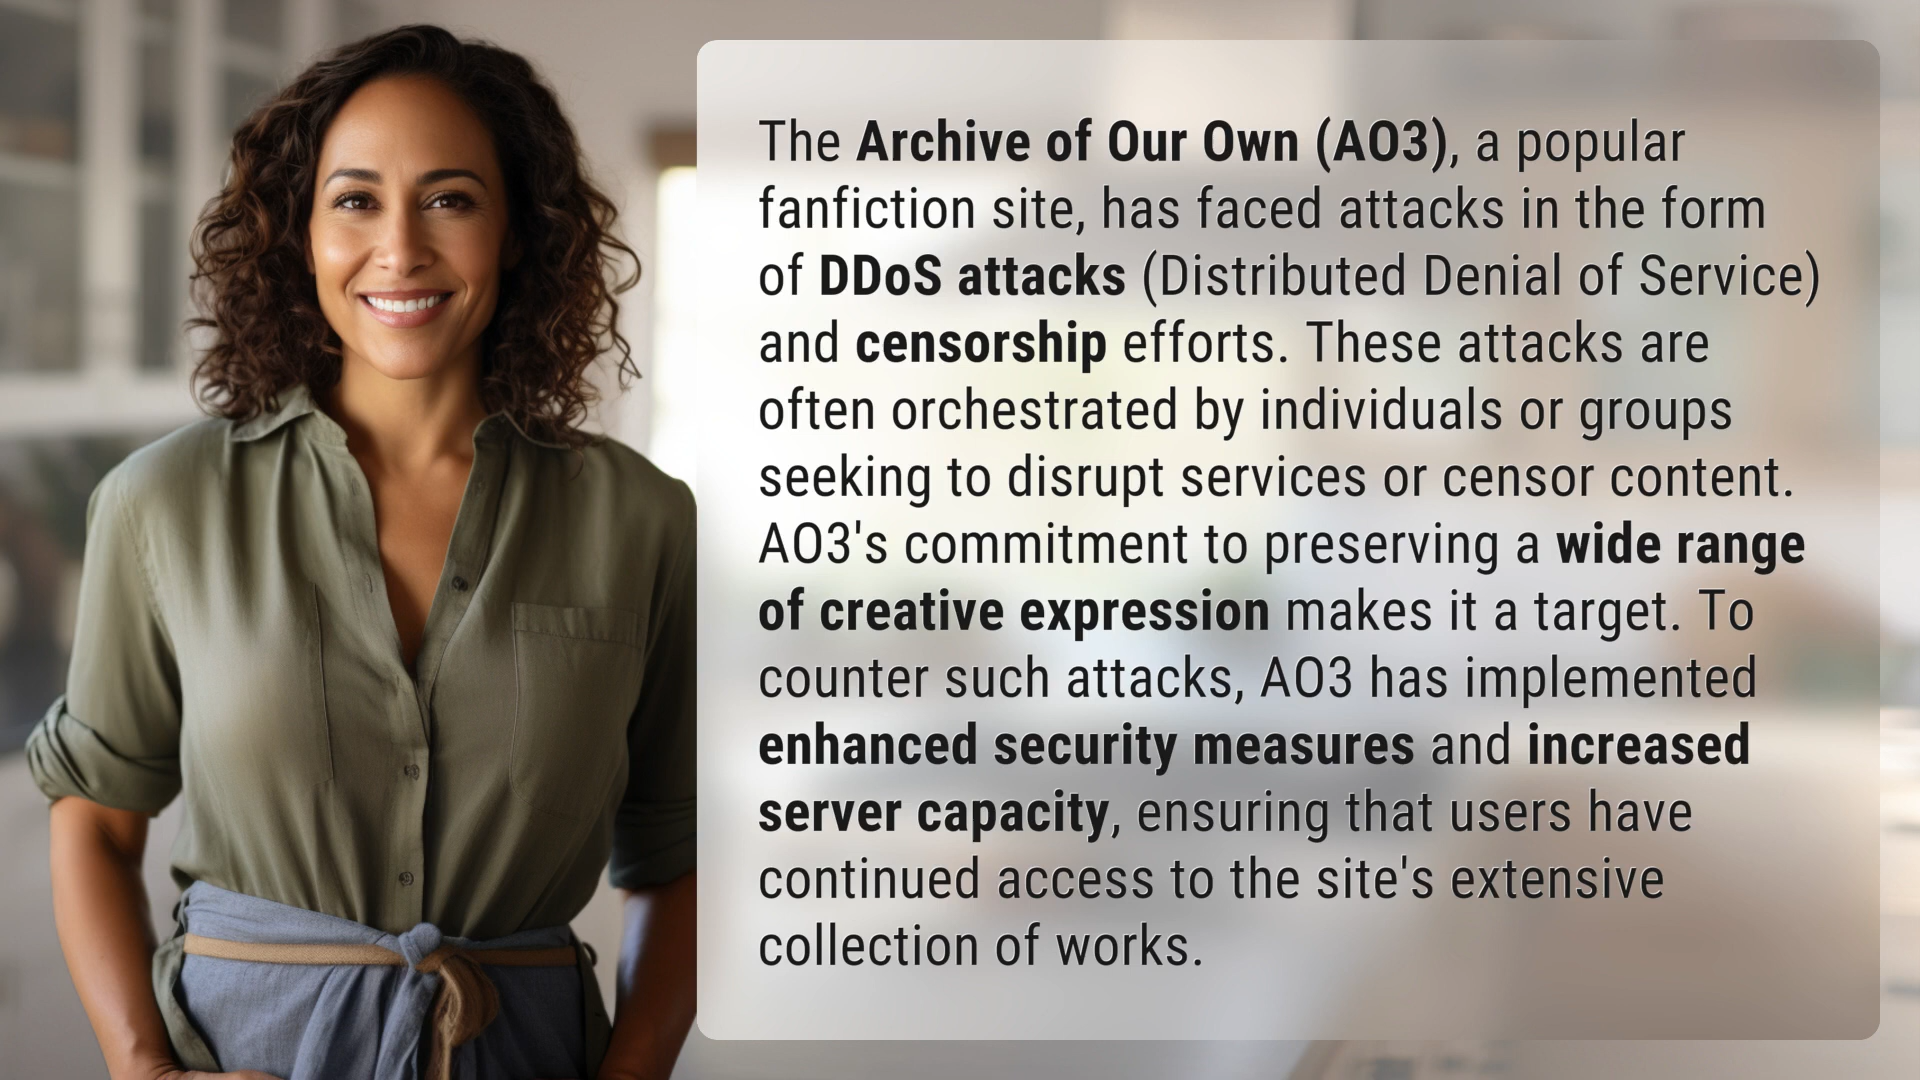 The Archive of Our Own (AO3), a popular
fanfiction site, has faced attacks in the form
of DDoS attacks (Distributed Denial of Service)
and censorship efforts. These attacks are
often orchestrated by individuals or groups
seeking to disrupt services or censor content.
AO3's commitment to preserving a wide range
of creative expression makes it a target. To
counter such attacks, AO3 has implemented
enhanced security measures and increased
server capacity, ensuring that users have
continued access to the site's extensive
collection of works.